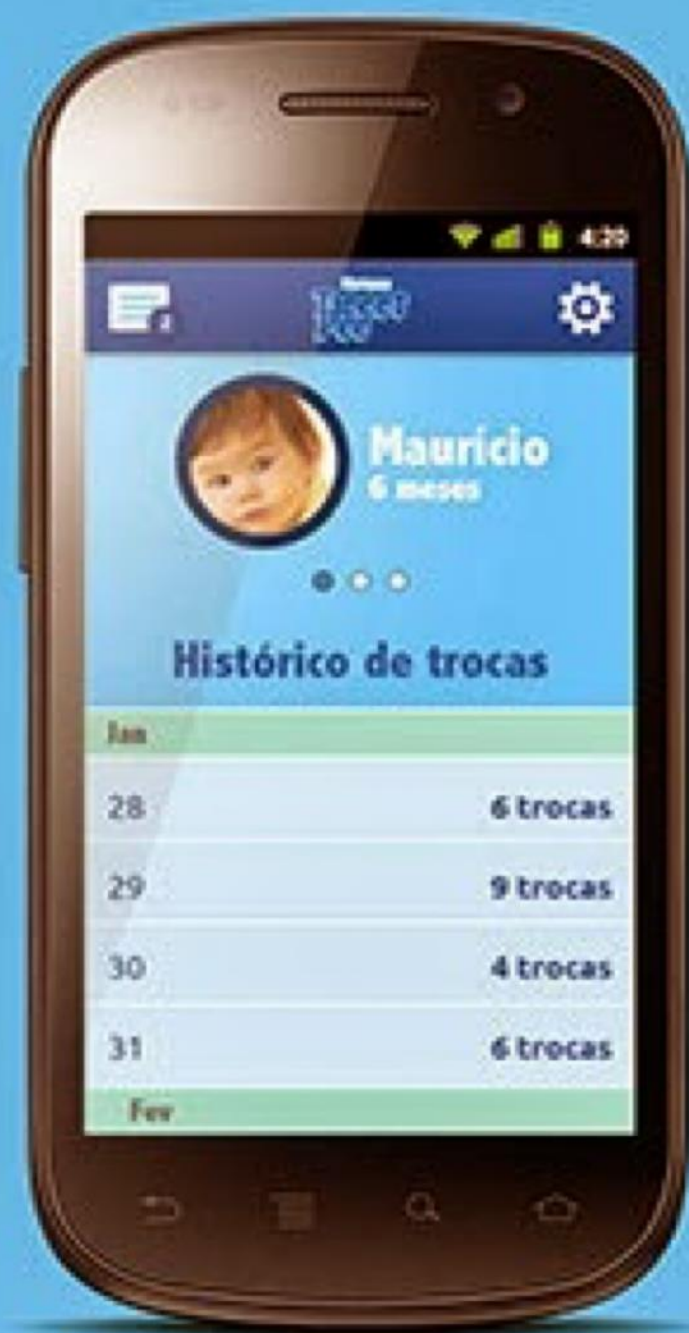 4:20
Maurício
6 meses
Histórico de trocas
Jan
28 6 trocas
29 9 trocas
30 4 trocas
31 6 trocas
Fev